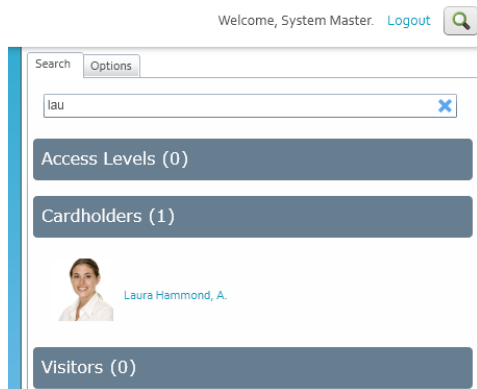 Welcome, System Master. Logout
Search Options
lau
Access Levels (0)
Cardholders (1)
Laura Hammond, A.
Visitors (0)